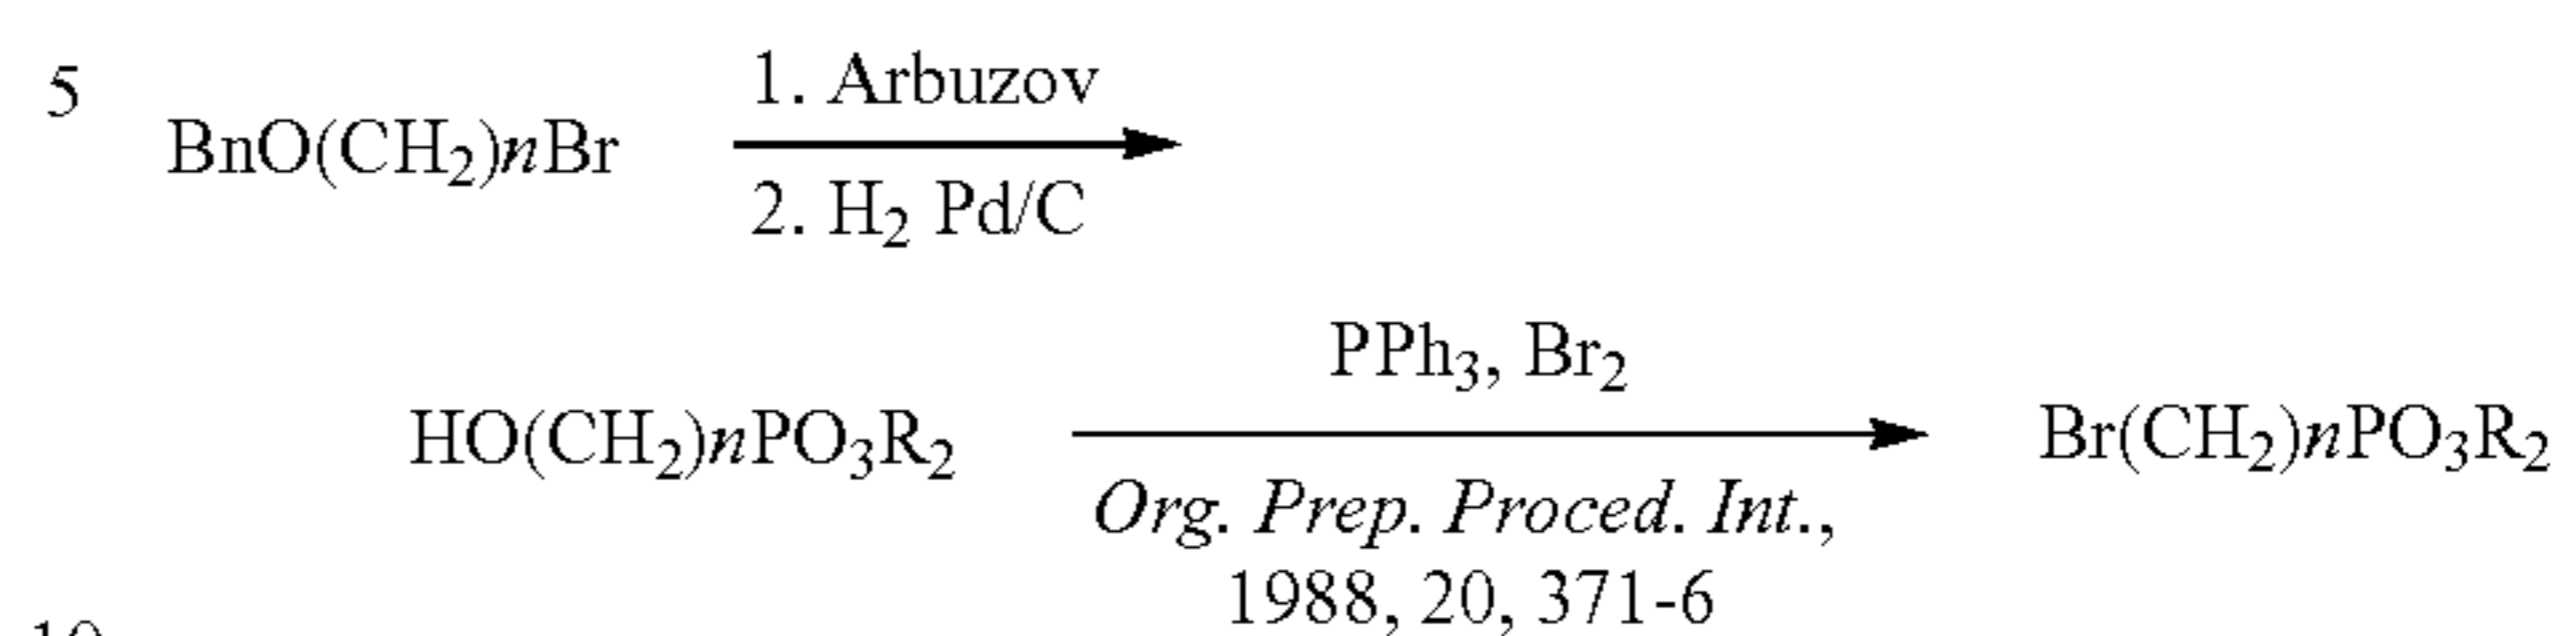 5
1. Arbuzov
BnO(CH₂)nBr
2. H₂ Pd/C
PPh₃, Br₂
HO(CH₂)nPO₃R₂
Br(CH₂)nPO₃R₂
Org. Prep. Proced. Int.,
1988, 20, 371-6
10